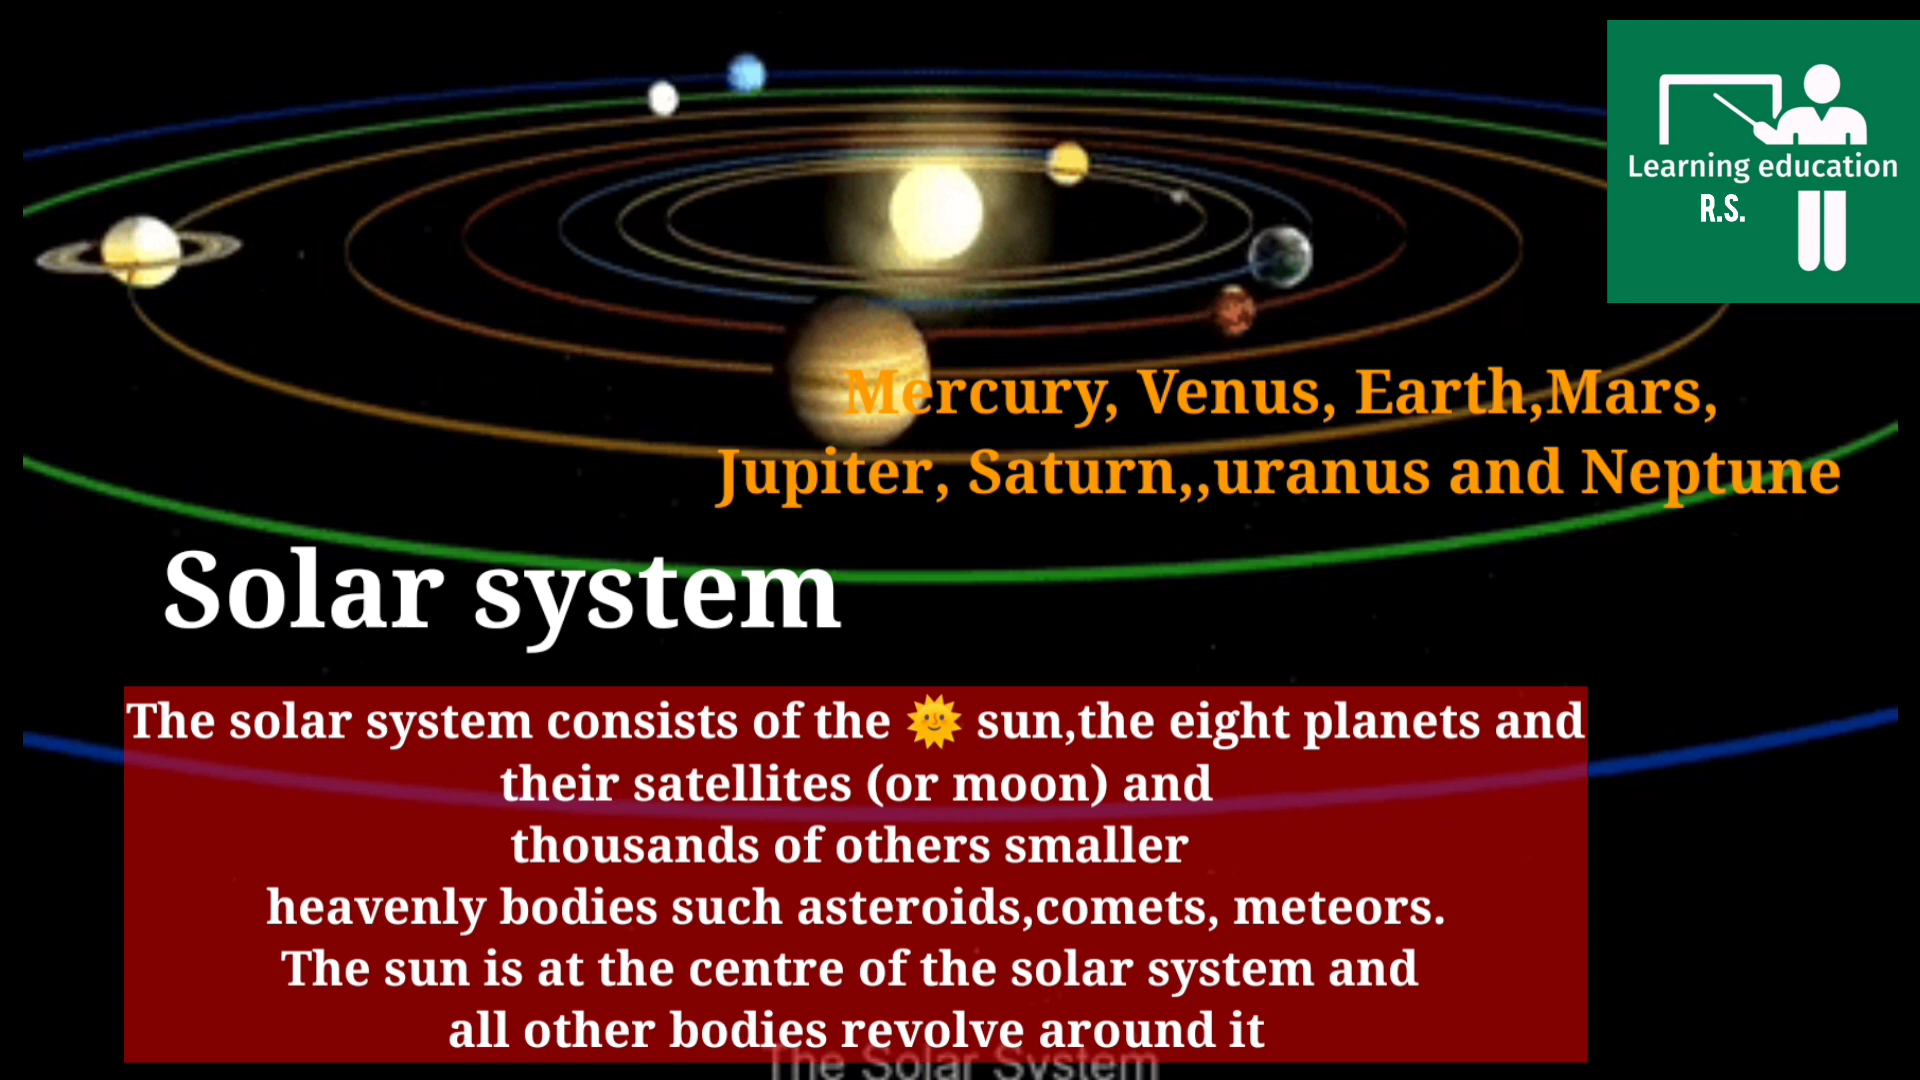 Learning education
R.S.
Mercury, Venus, Earth,Mars,
Jupiter, Saturn,,uranus and Neptune
Solar system
The solar system consists of the 🌞 sun,the eight planets and
their satellites (or moon) and
thousands of others smaller
heavenly bodies such asteroids,comets, meteors.
The sun is at the centre of the solar system and
all other bodies revolve around it
The Solar System